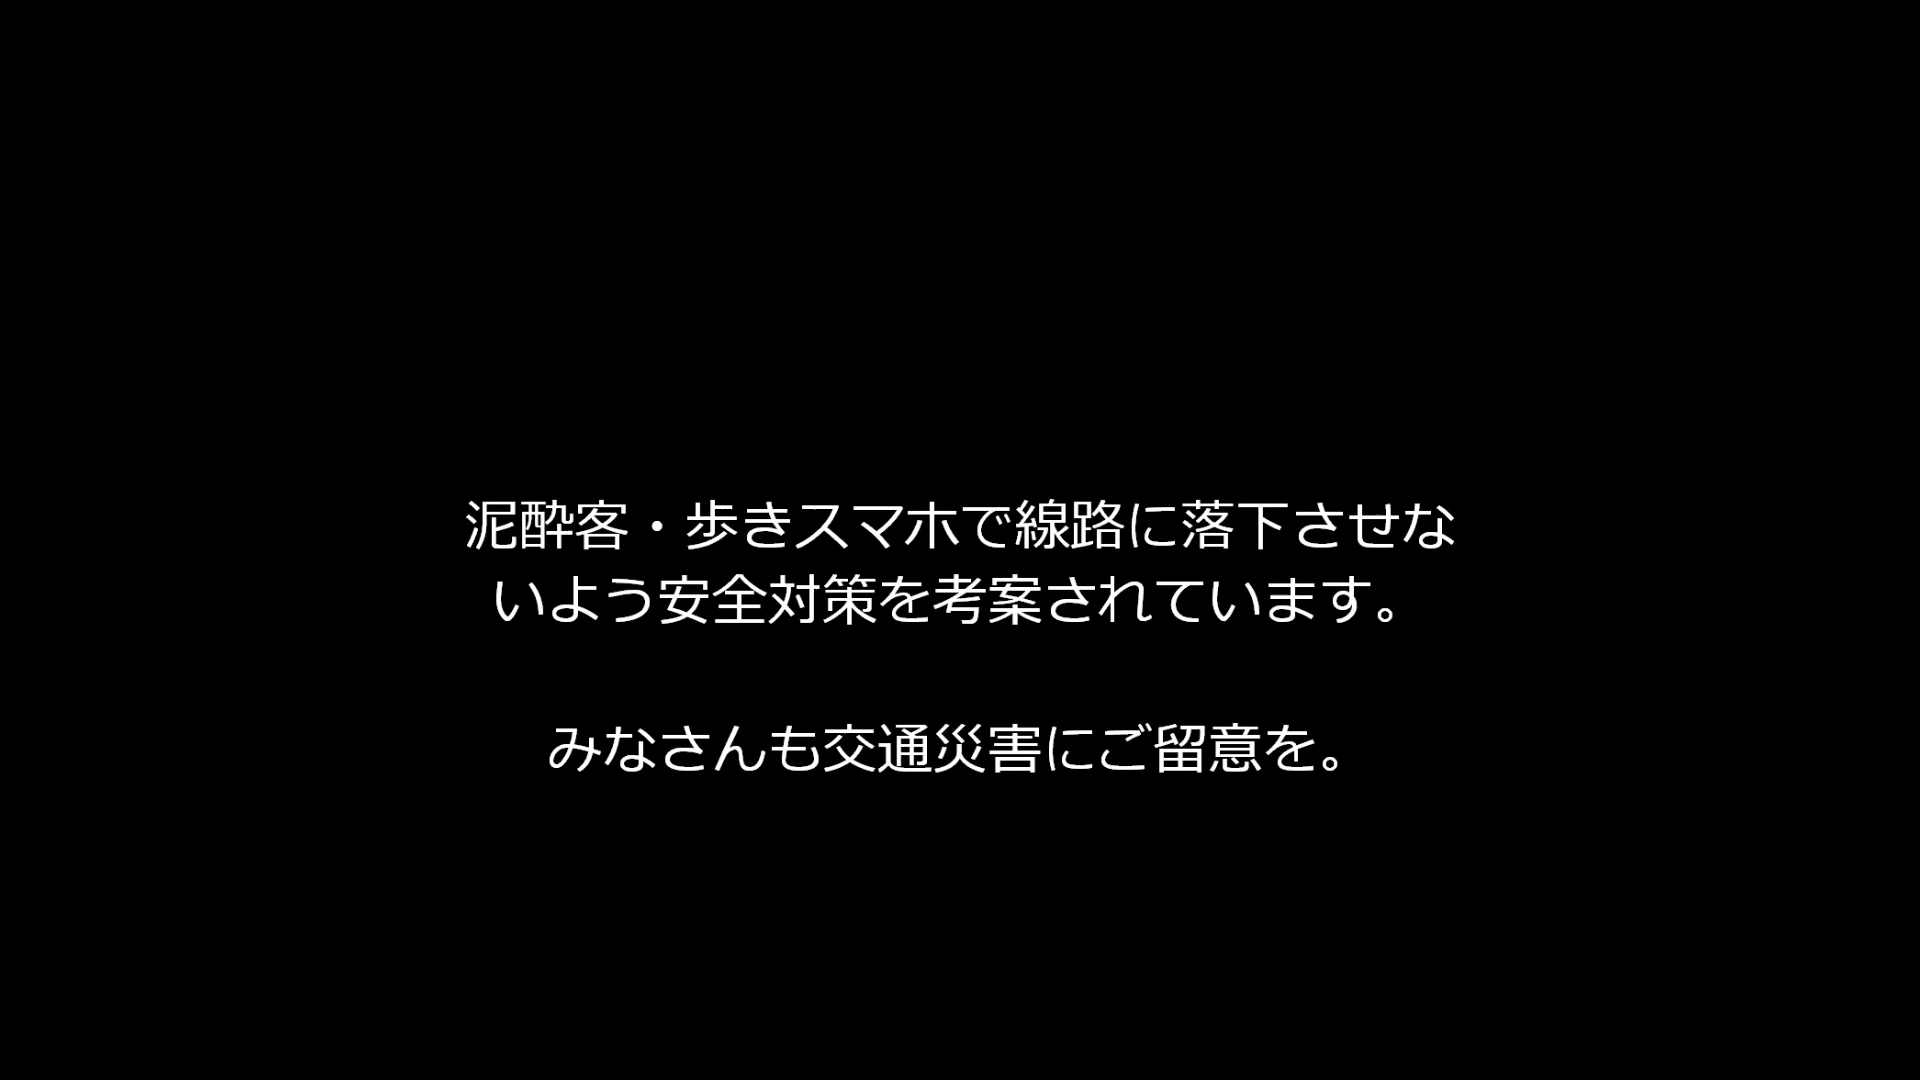 泥酔客・歩きスマホで線路に落下させな
いよう安全対策を考案されています。
みなさんも交通災害にご留意を。